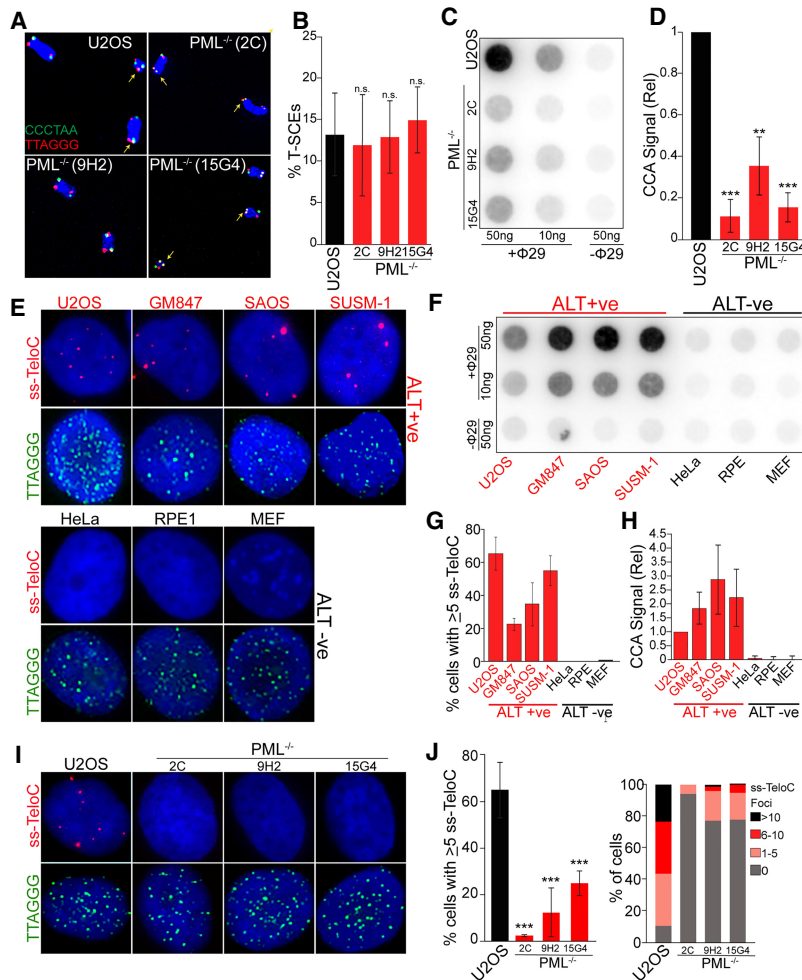 A
U2OS
PML-/- (2C)
CCCTAA
TTAGGG
PML-/- (9H2)
PML-/- (15G4)
B
% T-SCEs
25
20
15
10
5
0
n.s.
n.s.
n.s.
U2OS
2C
9H2
15G4
PML-/-
C
U2OS
2C
9H2
15G4
PML-/-
50ng
10ng
50ng
+Φ29
-Φ29
D
CCA Signal (Rel)
1
0.8
0.6
0.4
0.2
0
***
**
***
U2OS
2C
9H2
15G4
PML-/-
E
U2OS
GM847
SAOS
SUSM-1
ss-TeloC
TTAGGG
ALT+ve
HeLa
RPE1
MEF
ss-TeloC
TTAGGG
ALT -ve
F
ALT+ve
ALT-ve
+Φ29
50ng
10ng
-Φ29
50ng
U2OS
GM847
SAOS
SUSM-1
HeLa
RPE
MEF
G
% cells with ≥5 ss-TeloC
80
60
40
20
0
U2OS
GM847
SAOS
SUSM-1
HeLa
RPE
MEF
ALT +ve
ALT -ve
H
CCA Signal (Rel)
4.5
4.0
3.5
3.0
2.5
2.0
1.5
1.0
0.5
0
U2OS
GM847
SAOS
SUSM-1
HeLa
RPE
MEF
ALT +ve
ALT -ve
I
U2OS
PML-/-
2C
9H2
15G4
ss-TeloC
TTAGGG
J
% cells with ≥5 ss-TeloC
80
60
40
20
0
***
***
***
U2OS
2C
9H2
15G4
PML-/-
% of cells
100
80
60
40
20
0
U2OS
2C
9H2
15G4
PML-/-
ss-TeloC
Foci
>10
6-10
1-5
0